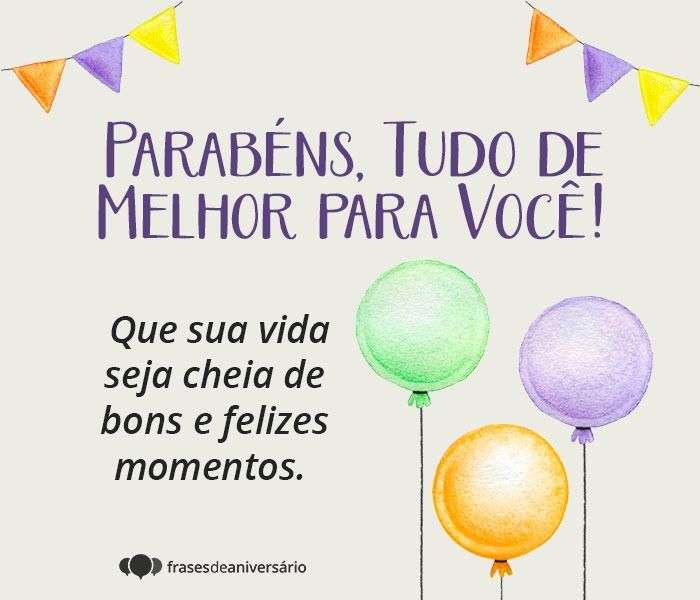 Parabéns, Tudo de
Melhor para Você!
Que sua vida
seja cheia de
bons e felizes
momentos.
frasesdeaniversário